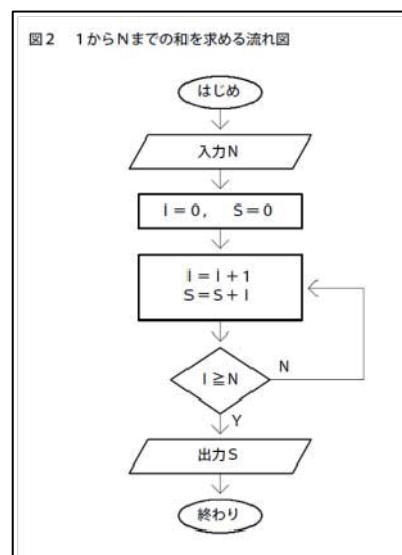 図2 1からNまでの和を求める流れ図
はじめ
入力N
I=0, S=0
I=I+1
S=S+I
I≧N
N
Y
出力S
終わり